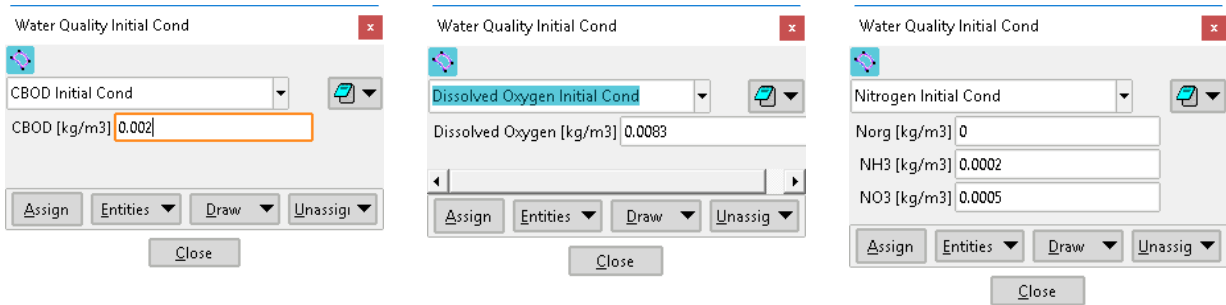 Water Quality Initial Cond
x
CBOD Initial Cond
CBOD [kg/m3] 0.002
Assign Entities Draw Unassigı
Close
Water Quality Initial Cond
x
Dissolved Oxygen Initial Cond
Dissolved Oxygen [kg/m3] 0.0083
Assign Entities Draw Unassig
Close
Water Quality Initial Cond
x
Nitrogen Initial Cond
Norg [kg/m3] 0
NH3 [kg/m3] 0.0002
NO3 [kg/m3] 0.0005
Assign Entities Draw Unassig
Close